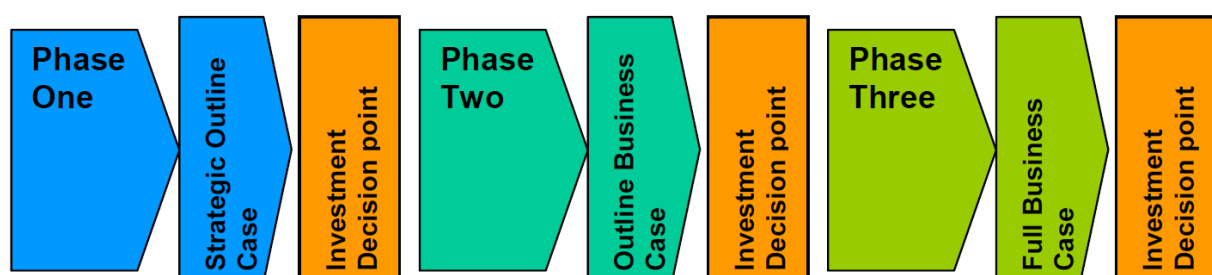 Phase
One
Strategic Outline
Case
Investment
Decision point
Phase
Two
Outline Business
Case
Investment
Decision point
Phase
Three
Full Business
Case
Investment
Decision point